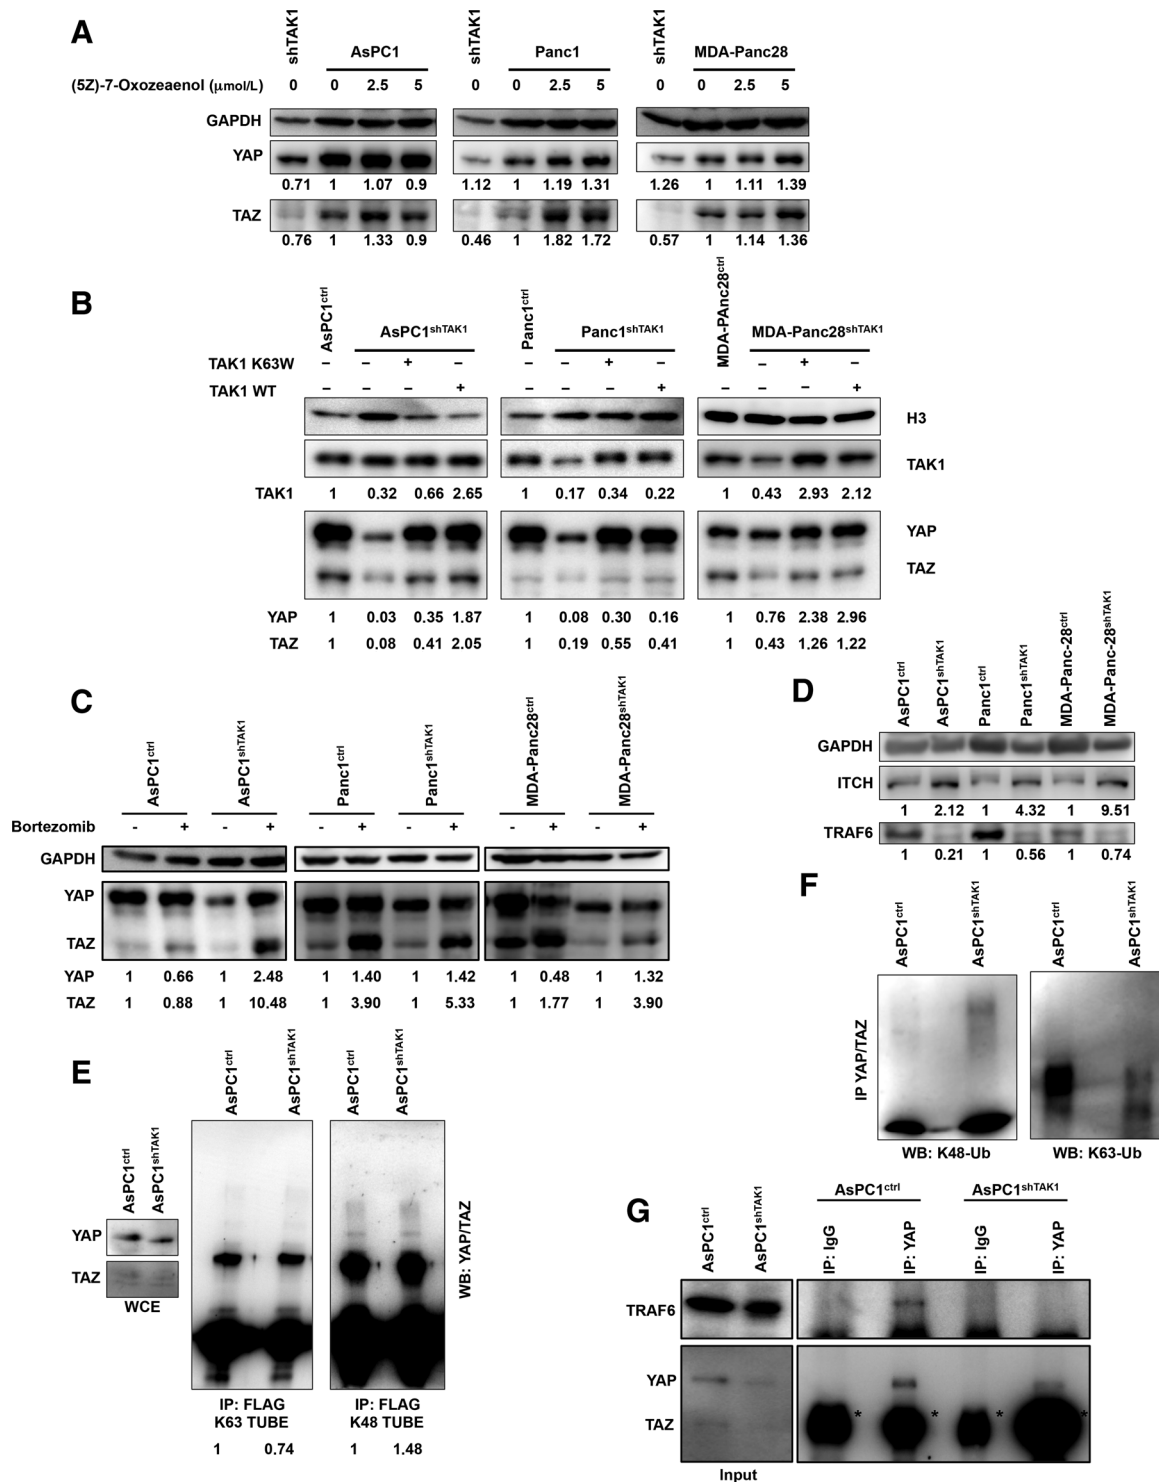 A
shTAK1 AsPC1 shTAK1 Panc1 shTAK1 MDA-Panc28
(5Z)-7-Oxozeaenol (μmol/L) 0 0 2.5 5 0 0 2.5 5 0 0 2.5 5
GAPDH
YAP
0.71 1 1.07 0.9 1.12 1 1.19 1.31 1.26 1 1.11 1.39
TAZ
0.76 1 1.33 0.9 0.46 1 1.82 1.72 0.57 1 1.14 1.36
B
AsPC1ctrl AsPC1shTAK1 Panc1ctrl Panc1shTAK1 MDA-PAnc28ctrl MDA-Panc28shTAK1
TAK1 K63W – – + – – + – – +
TAK1 WT – – – + – – – + – – – +
H3
TAK1
TAK1 1 0.32 0.66 2.65 1 0.17 0.34 0.22 1 0.43 2.93 2.12
YAP
TAZ
YAP 1 0.03 0.35 1.87 1 0.08 0.30 0.16 1 0.76 2.38 2.96
TAZ 1 0.08 0.41 2.05 1 0.19 0.55 0.41 1 0.43 1.26 1.22
C
AsPC1ctrl AsPC1shTAK1 Panc1ctrl Panc1shTAK1 MDA-Panc28ctrl MDA-Panc28shTAK1
Bortezomib - + - + - + - + - + - +
GAPDH
YAP
TAZ
YAP 1 0.66 1 2.48 1 1.40 1 1.42 1 0.48 1 1.32
TAZ 1 0.88 1 10.48 1 3.90 1 5.33 1 1.77 1 3.90
D
AsPC1ctrl AsPC1shTAK1 Panc1ctrl Panc1shTAK1 MDA-Panc-28ctrl MDA-Panc-28shTAK1
GAPDH
ITCH
1 2.12 1 4.32 1 9.51
TRAF6
1 0.21 1 0.56 1 0.74
E
AsPC1ctrl AsPC1shTAK1
YAP
TAZ
WCE
AsPC1ctrl AsPC1shTAK1 AsPC1ctrl AsPC1shTAK1
WB: YAP/TAZ
IP: FLAG IP: FLAG
K63 TUBE K48 TUBE
1 0.74 1 1.48
F
AsPC1ctrl AsPC1shTAK1 AsPC1ctrl AsPC1shTAK1
IP YAP/TAZ
WB: K48-Ub WB: K63-Ub
G
AsPC1ctrl AsPC1shTAK1
AsPC1ctrl AsPC1shTAK1 IP: IgG IP: YAP IP: IgG IP: YAP
TRAF6
YAP
TAZ * * * *
Input